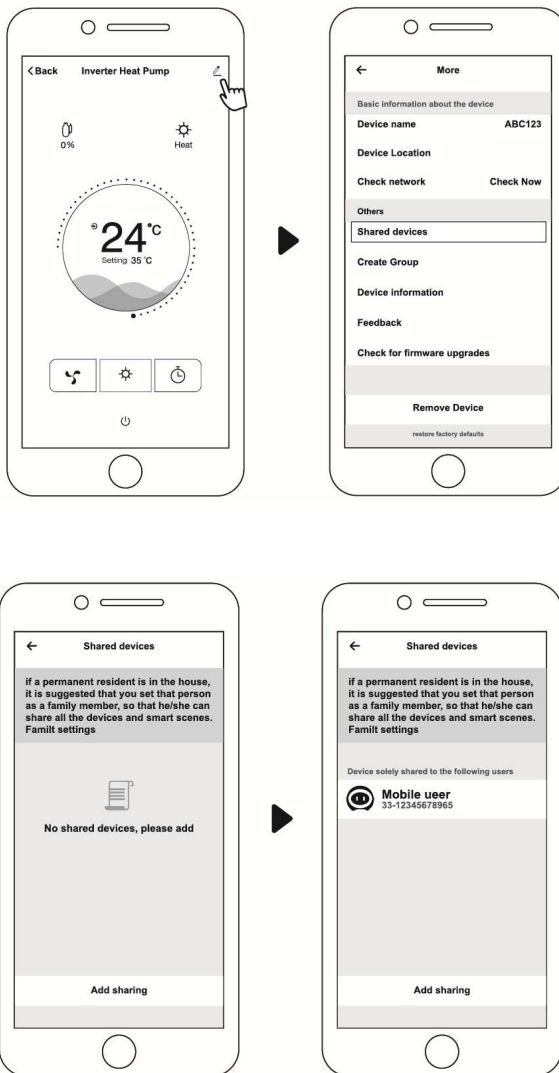 Back Inverter Heat Pump
0%
Heat
24°C
Setting 35 °C
More
Basic information about the device
Device name ABC123
Device Location
Check network Check Now
Others
Shared devices
Create Group
Device information
Feedback
Check for firmware upgrades
Remove Device
restore factory defaults
Shared devices
if a permanent resident is in the house,
it is suggested that you set that person
as a family member, so that he/she can
share all the devices and smart scenes.
Familt settings
No shared devices, please add
Add sharing
Shared devices
if a permanent resident is in the house,
it is suggested that you set that person
as a family member, so that he/she can
share all the devices and smart scenes.
Familt settings
Device solely shared to the following users
Mobile ueer
33-12345678965
Add sharing